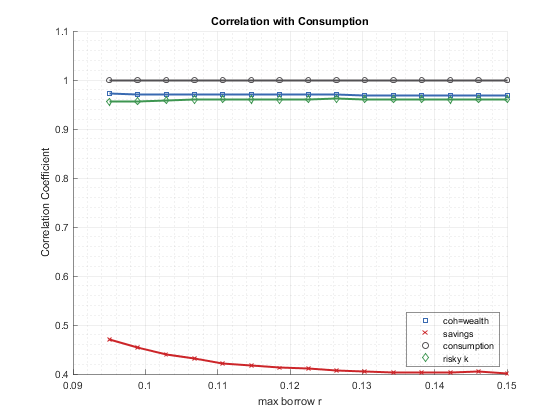 Correlation with Consumption
1.1
1
0.9
0.8
0.7
0.6
0.5
0.4
Correlation Coefficient
coh=wealth
savings
consumption
risky k
0.09
0.1
0.11
0.12
0.13
0.14
0.15
max borrow r